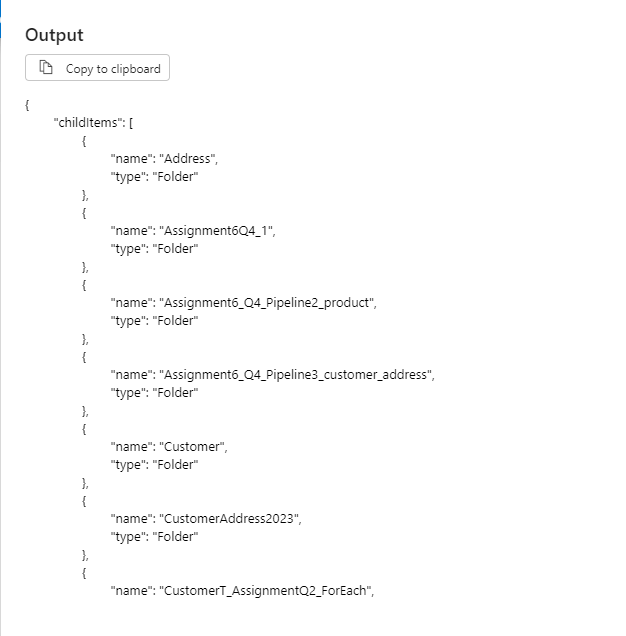 Output
Copy to clipboard
{
"childItems": [
{
"name": "Address",
"type": "Folder"
},
{
"name": "Assignment6Q4_1",
"type": "Folder"
},
{
"name": "Assignment6_Q4_Pipeline2_product",
"type": "Folder"
},
{
"name": "Assignment6_Q4_Pipeline3_customer_address",
"type": "Folder"
},
{
"name": "Customer",
"type": "Folder"
},
{
"name": "CustomerAddress2023",
"type": "Folder"
},
{
"name": "CustomerT_AssignmentQ2_ForEach",